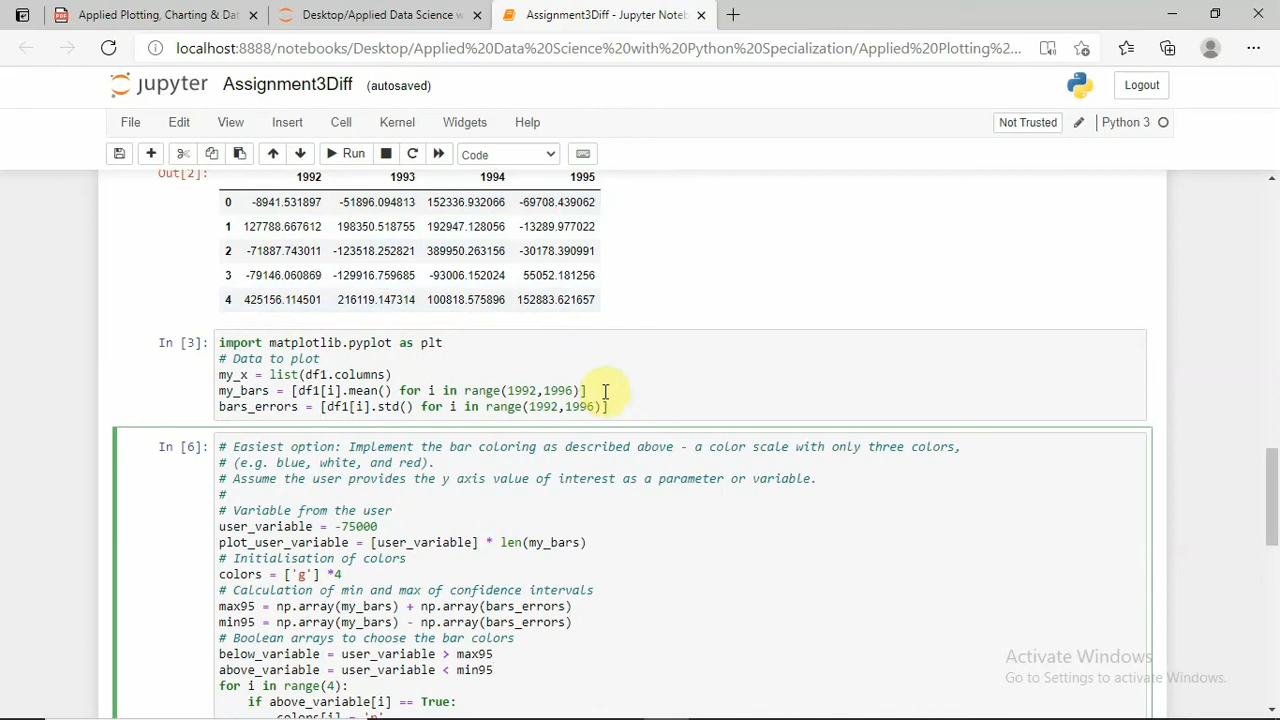 Applied Plotting, Charting & Dat
Desktop/Applied Data Science w
Assignment3Diff - Jupyter Noteb
localhost:8888/notebooks/Desktop/Applied%20Data%20Science%20with%20Python%20Specialization/Applied%20Plotting%2...
jupyter Assignment3Diff (autosaved)
Logout
File Edit View Insert Cell Kernel Widgets Help
Not Trusted Python 3
Run Code
Out[2]: 1992 1993 1994 1995
0 -8941.531897 -51896.094813 152336.932066 -69708.439062
1 127788.667612 198350.518755 192947.128056 -13289.977022
2 -71887.743011 -123518.252821 389950.263156 -30178.390991
3 -79146.060869 -129916.759685 -93006.152024 55052.181256
4 425156.114501 216119.147314 100818.575896 152883.621657
In [3]: import matplotlib.pyplot as plt
# Data to plot
my_x = list(df1.columns)
my_bars = [df1[i].mean() for i in range(1992,1996)]
bars_errors = [df1[i].std() for i in range(1992,1996)]
In [6]: # Easiest option: Implement the bar coloring as described above - a color scale with only three colors,
# (e.g. blue, white, and red).
# Assume the user provides the y axis value of interest as a parameter or variable.
#
# Variable from the user
user_variable = -75000
plot_user_variable = [user_variable] * len(my_bars)
# Initialisation of colors
colors = ['g'] *4
# Calculation of min and max of confidence intervals
max95 = np.array(my_bars) + np.array(bars_errors)
min95 = np.array(my_bars) - np.array(bars_errors)
# Boolean arrays to choose the bar colors
below_variable = user_variable > max95
above_variable = user_variable < min95
for i in range(4):
if above_variable[i] == True:
Activate Windows
Go to Settings to activate Windows.